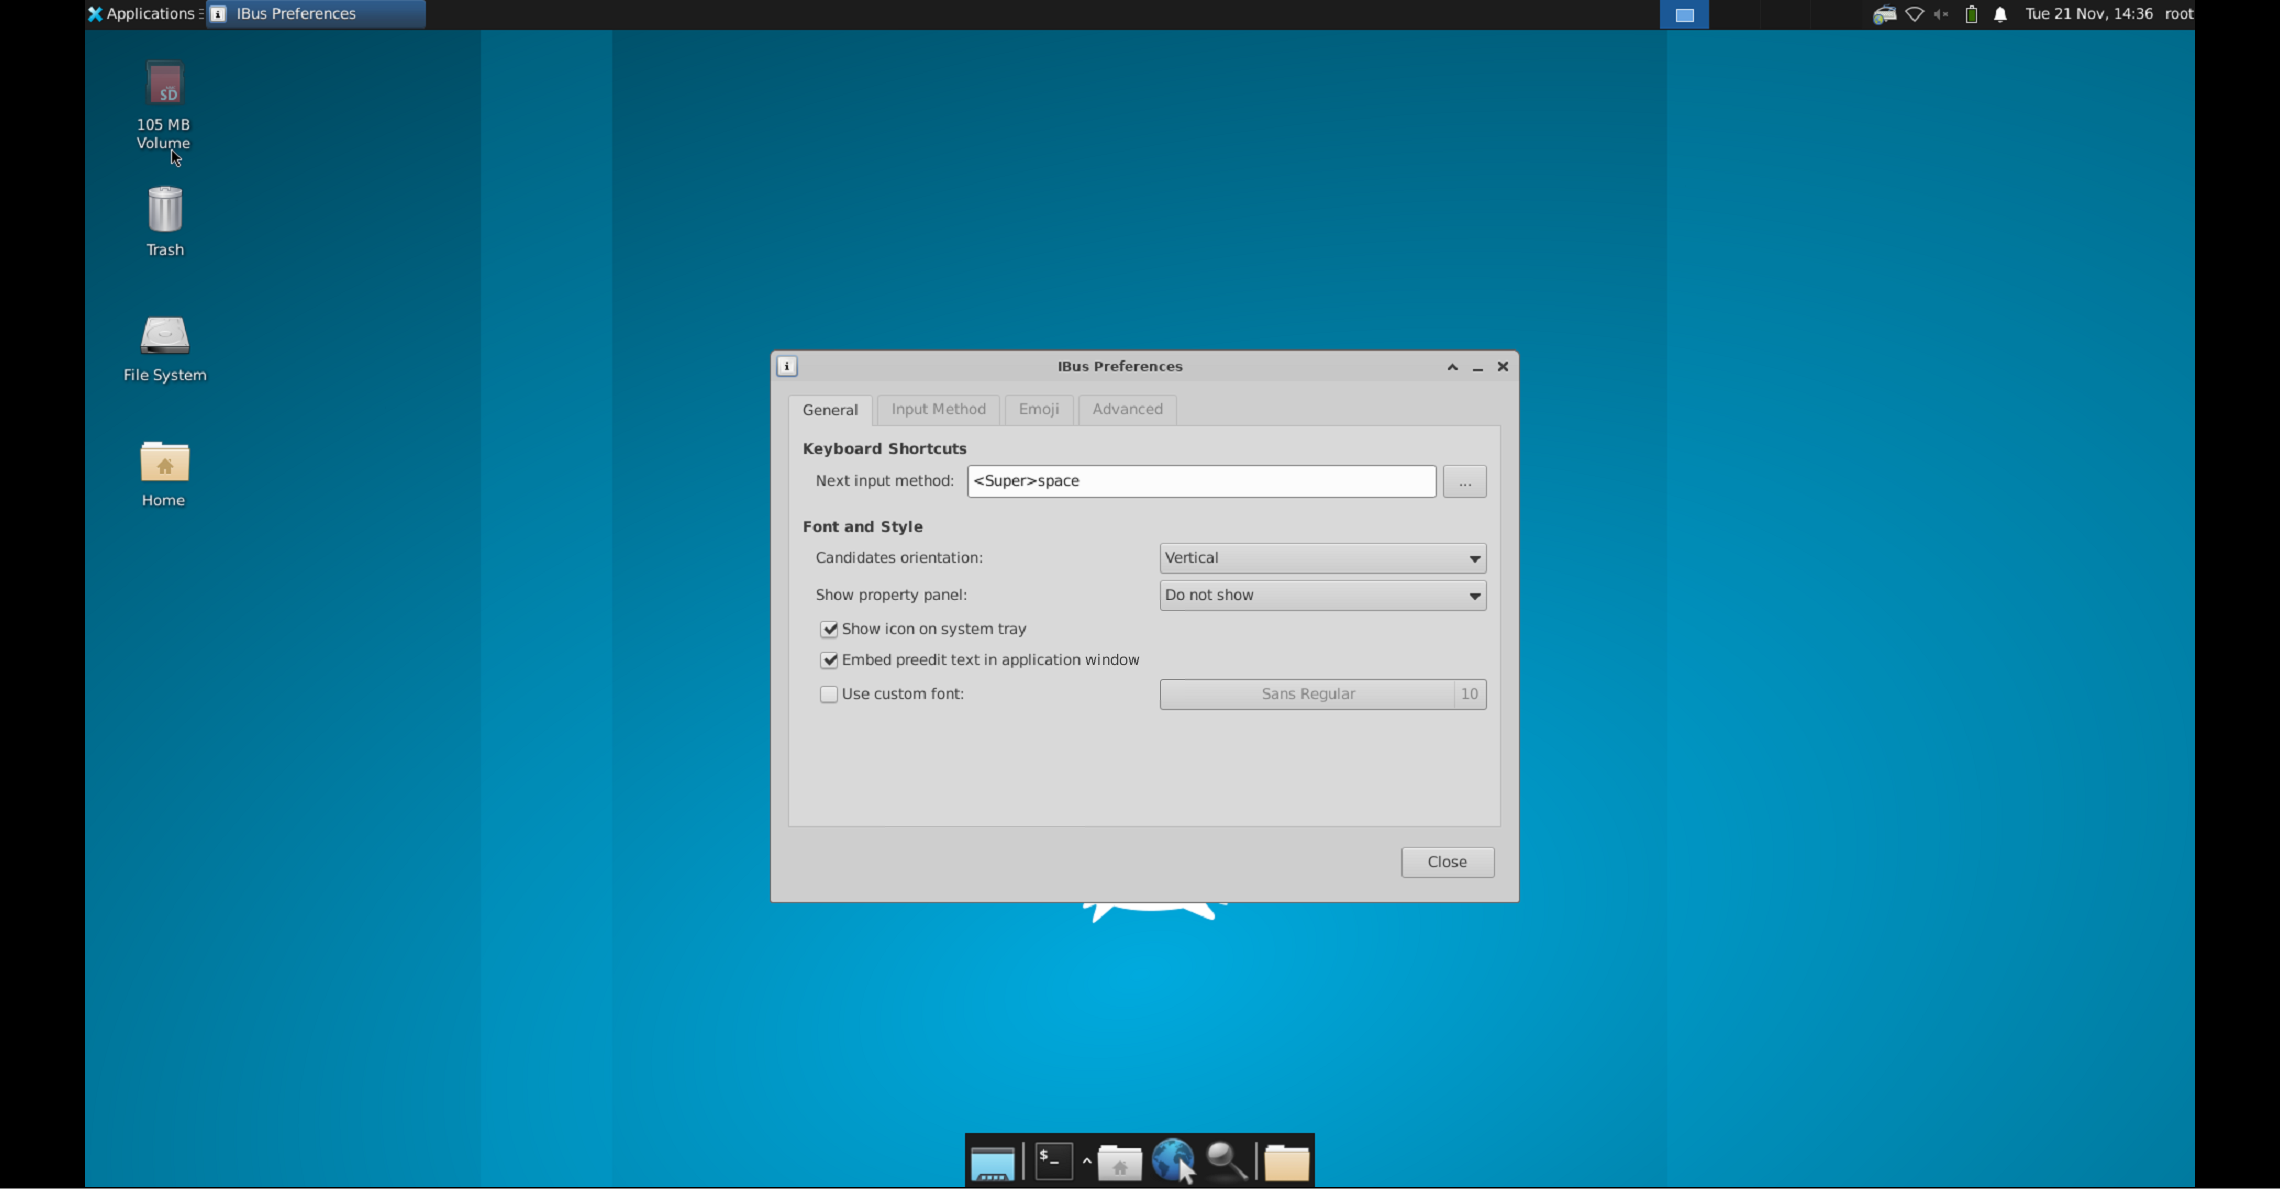 Applications
IBus Preferences
Tue 21 Nov, 14:36
root
SD
105 MB
Volume
Trash
File System
Home
IBus Preferences
General
Input Method
Emoji
Advanced
Keyboard Shortcuts
Next input method:
<Super>space
...
Font and Style
Candidates orientation:
Vertical
Show property panel:
Do not show
Show icon on system tray
Embed preedit text in application window
Use custom font:
Sans Regular
10
Close
$_